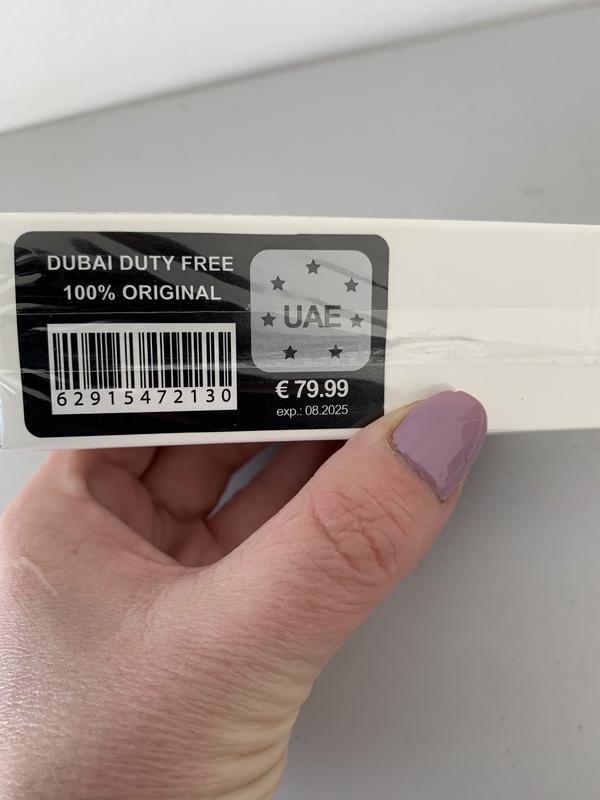 DUBAI DUTY FREE
100% ORIGINAL
UAE
62915472130
€ 79.99
exp.: 08.2025